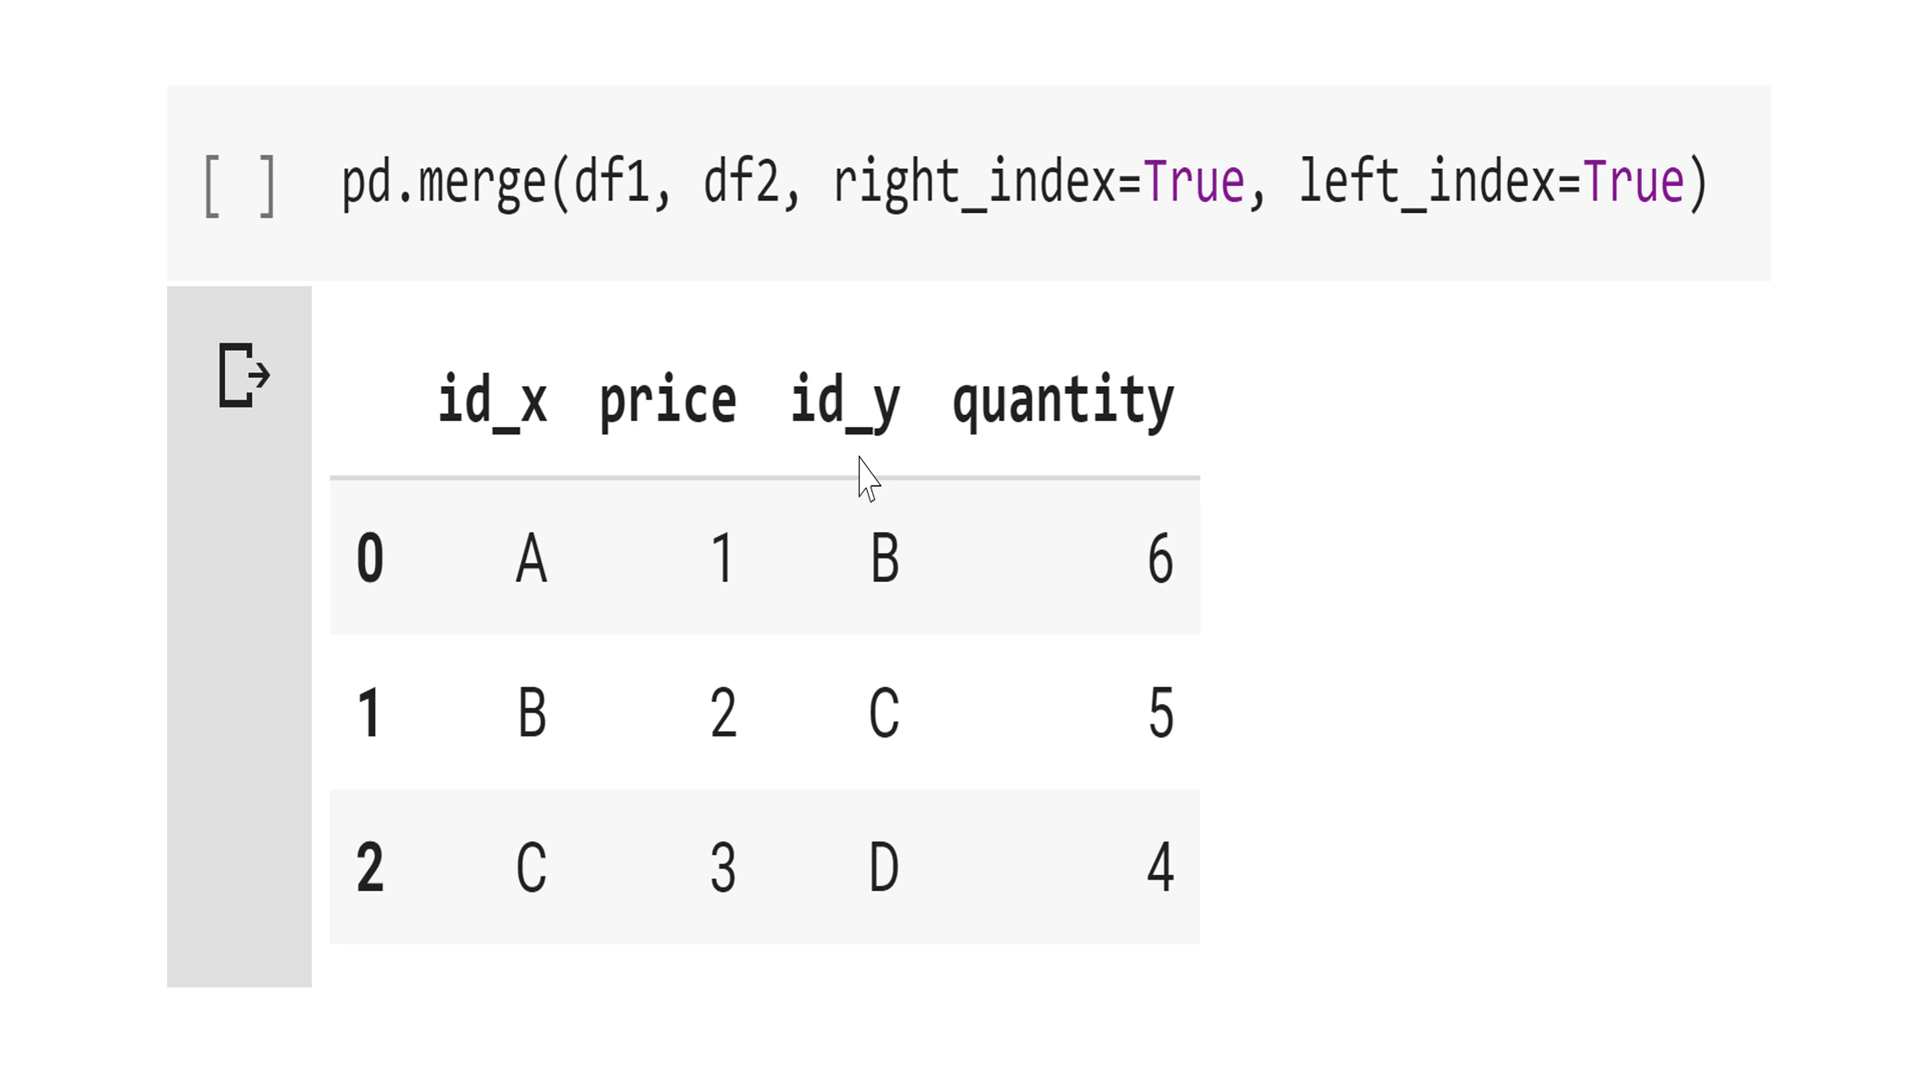 [ ] pd.merge(df1, df2, right_index=True, left_index=True)
id_x price id_y quantity
0 A 1 B 6
1 B 2 C 5
2 C 3 D 4